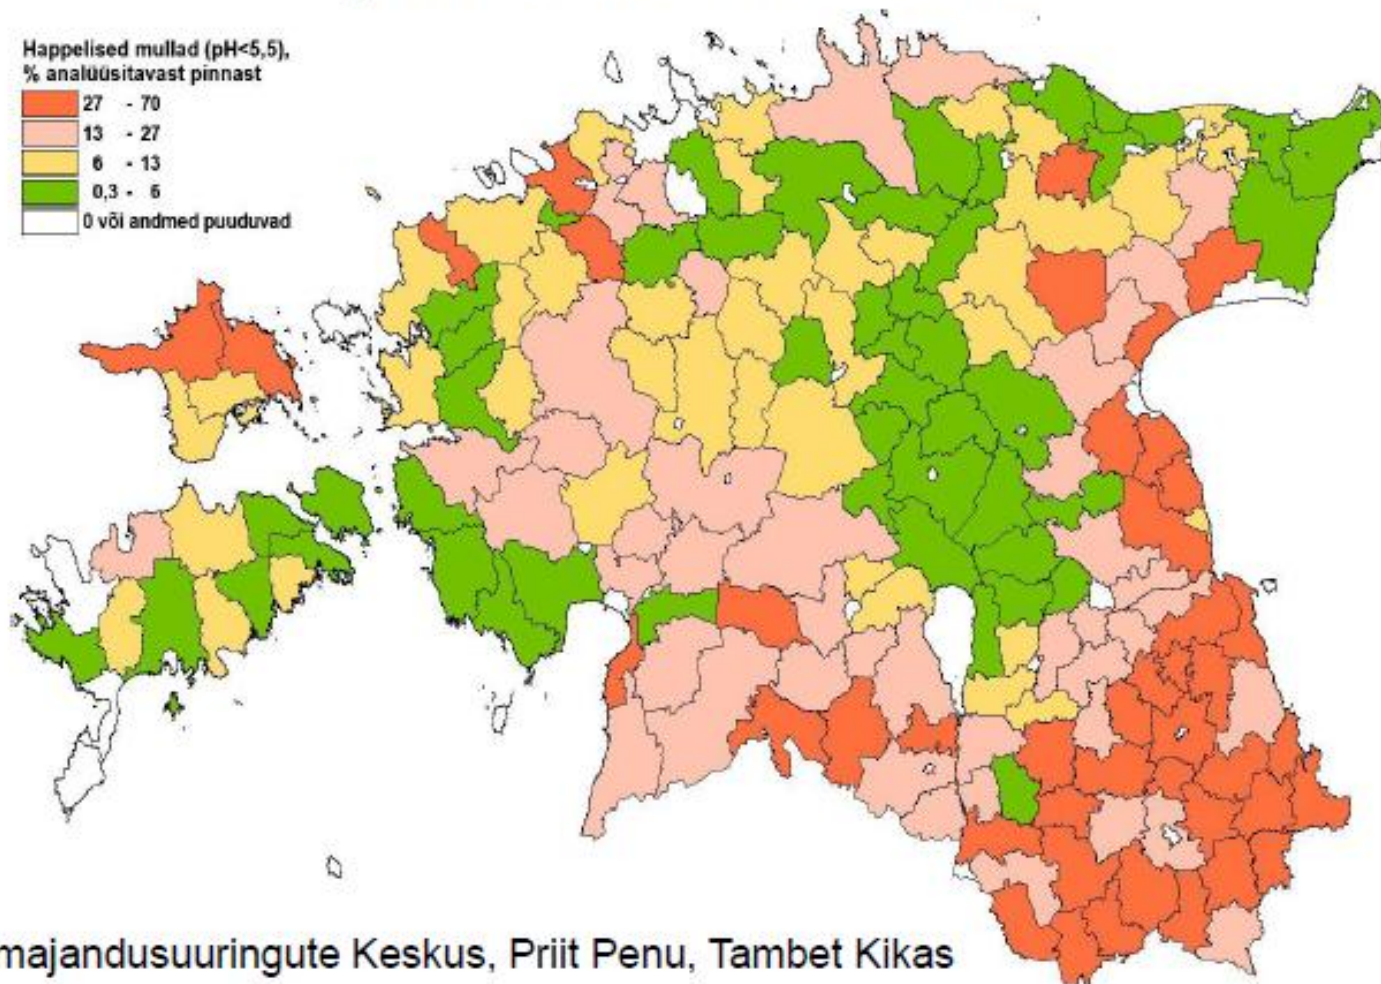 Happelised mullad (pH<5,5),
% analüüsitavast pinnast
27 - 70
13 - 27
6 - 13
0,3 - 6
0 või andmed puuduvad
majandusuuringute Keskus, Priit Penu, Tambet Kikas